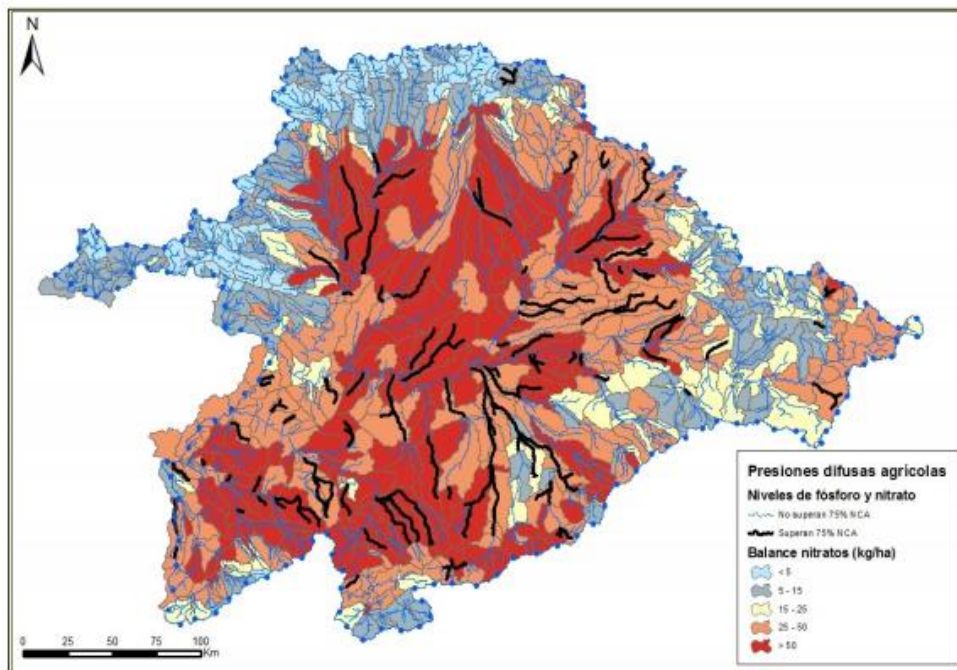 N
Presiones difusas agrícolas
Niveles de fósforo y nitrato
No superan 75% NCA
Superan 75% NCA
Balance nitratos (kg/ha)
< 5
5 - 15
15 - 25
25 - 50
> 50
0 25 50 75 100
Km